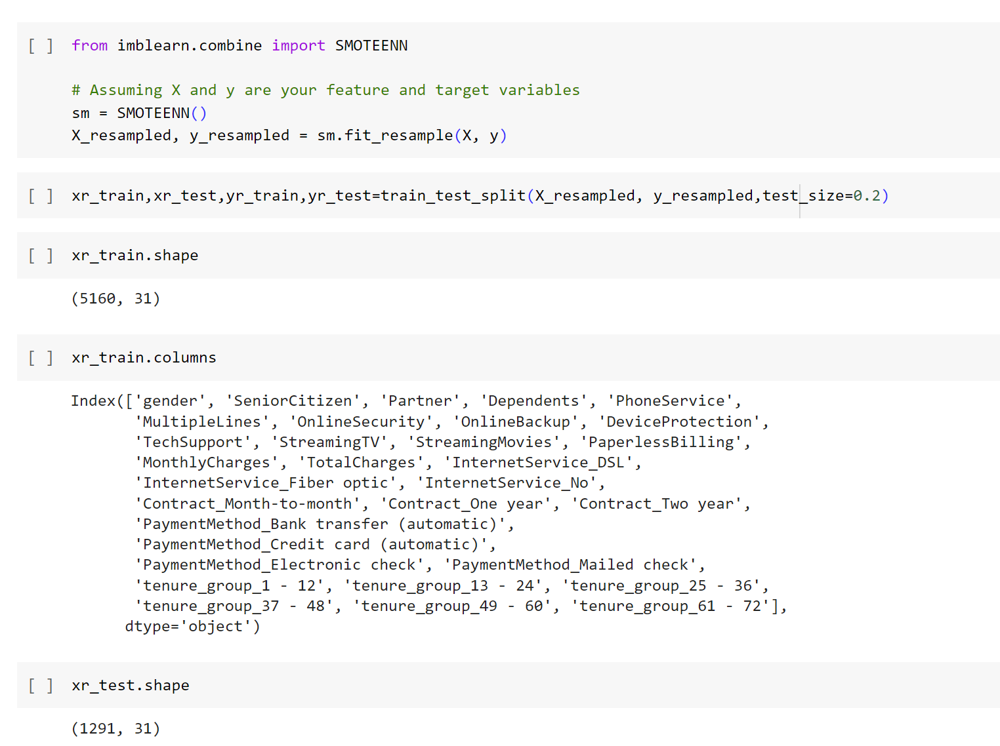 [ ] from imblearn.combine import SMOTEENN
# Assuming X and y are your feature and target variables
sm = SMOTEENN()
X_resampled, y_resampled = sm.fit_resample(X, y)
[ ] xr_train,xr_test,yr_train,yr_test=train_test_split(X_resampled, y_resampled,test_size=0.2)
[ ] xr_train.shape
(5160, 31)
[ ] xr_train.columns
Index(['gender', 'SeniorCitizen', 'Partner', 'Dependents', 'PhoneService',
'MultipleLines', 'OnlineSecurity', 'OnlineBackup', 'DeviceProtection',
'TechSupport', 'StreamingTV', 'StreamingMovies', 'PaperlessBilling',
'MonthlyCharges', 'TotalCharges', 'InternetService_DSL',
'InternetService_Fiber optic', 'InternetService_No',
'Contract_Month-to-month', 'Contract_One year', 'Contract_Two year',
'PaymentMethod_Bank transfer (automatic)',
'PaymentMethod_Credit card (automatic)',
'PaymentMethod_Electronic check', 'PaymentMethod_Mailed check',
'tenure_group_1 - 12', 'tenure_group_13 - 24', 'tenure_group_25 - 36',
'tenure_group_37 - 48', 'tenure_group_49 - 60', 'tenure_group_61 - 72'],
dtype='object')
[ ] xr_test.shape
(1291, 31)